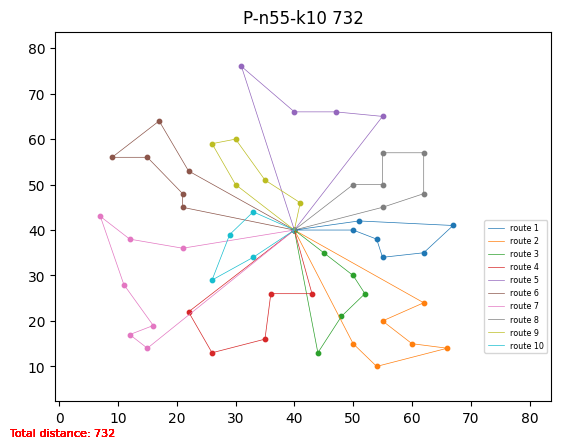 P-n55-k10 732
80
70
60
50
40
30
20
10
0 10 20 30 40 50 60 70 80
route 1
route 2
route 3
route 4
route 5
route 6
route 7
route 8
route 9
route 10
Total distance: 732